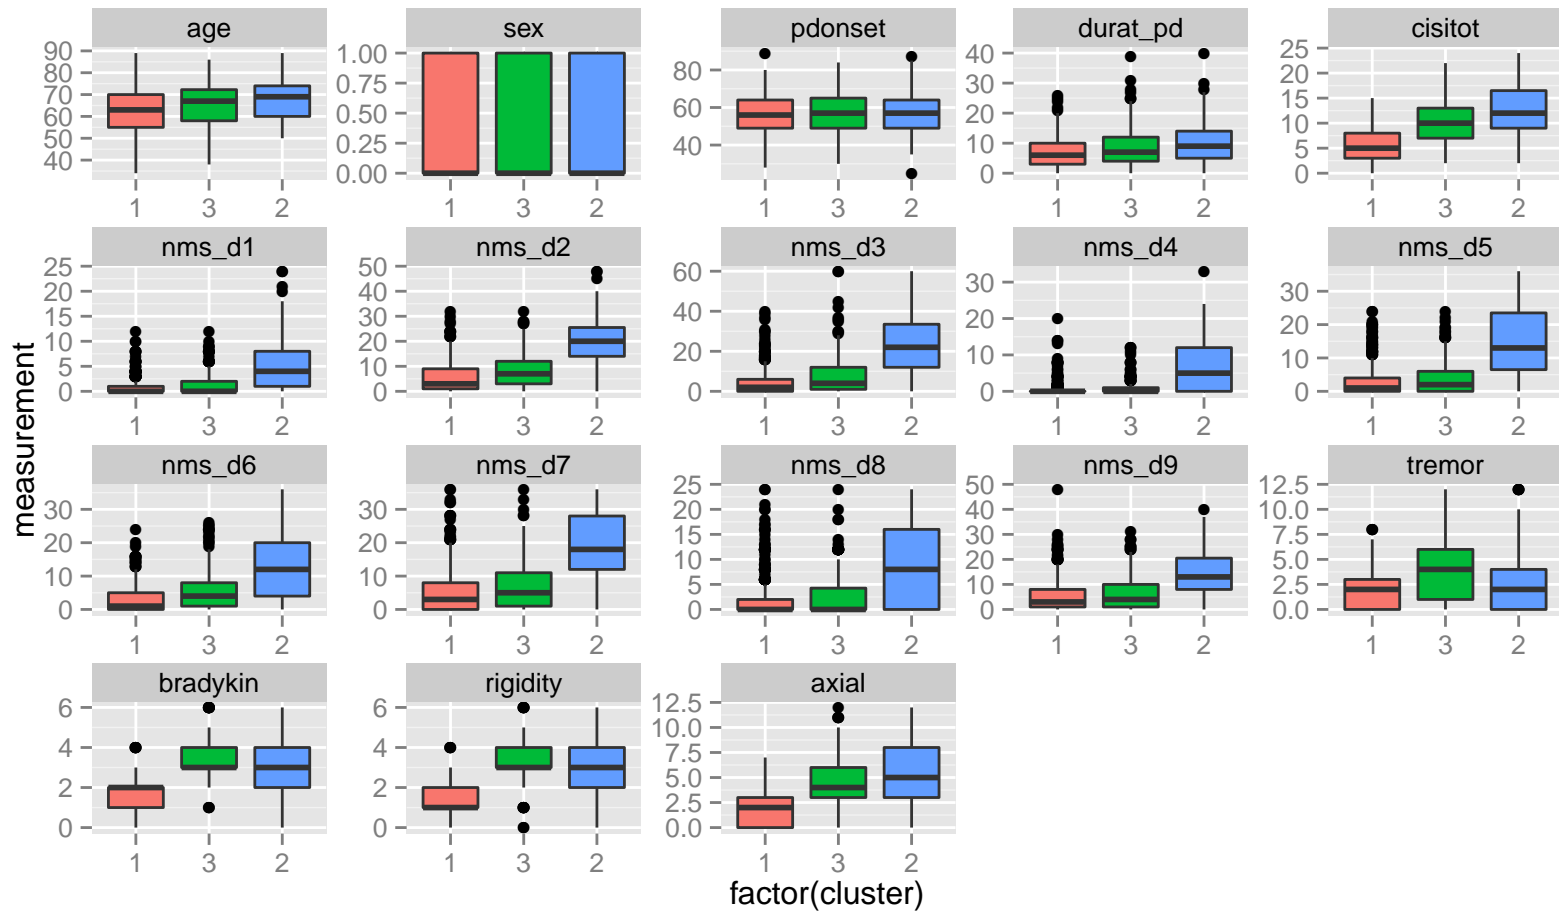 measurement
age
90
80
70
60
50
40
1 3 2
sex
1.00
0.75
0.50
0.25
0.00
1 3 2
pdonset
80
60
40
1 3 2
durat_pd
40
30
20
10
0
1 3 2
cisitot
25
20
15
10
5
0
1 3 2
nms_d1
25
20
15
10
5
0
1 3 2
nms_d2
50
40
30
20
10
0
1 3 2
nms_d3
60
40
20
0
1 3 2
nms_d4
30
20
10
0
1 3 2
nms_d5
30
20
10
0
1 3 2
nms_d6
30
20
10
0
1 3 2
nms_d7
30
20
10
0
1 3 2
nms_d8
25
20
15
10
5
0
1 3 2
nms_d9
50
40
30
20
10
0
1 3 2
tremor
12.5
10.0
7.5
5.0
2.5
0.0
1 3 2
bradykin
6
4
2
0
1 3 2
rigidity
6
4
2
0
1 3 2
axial
12.5
10.0
7.5
5.0
2.5
0.0
1 3 2
factor(cluster)